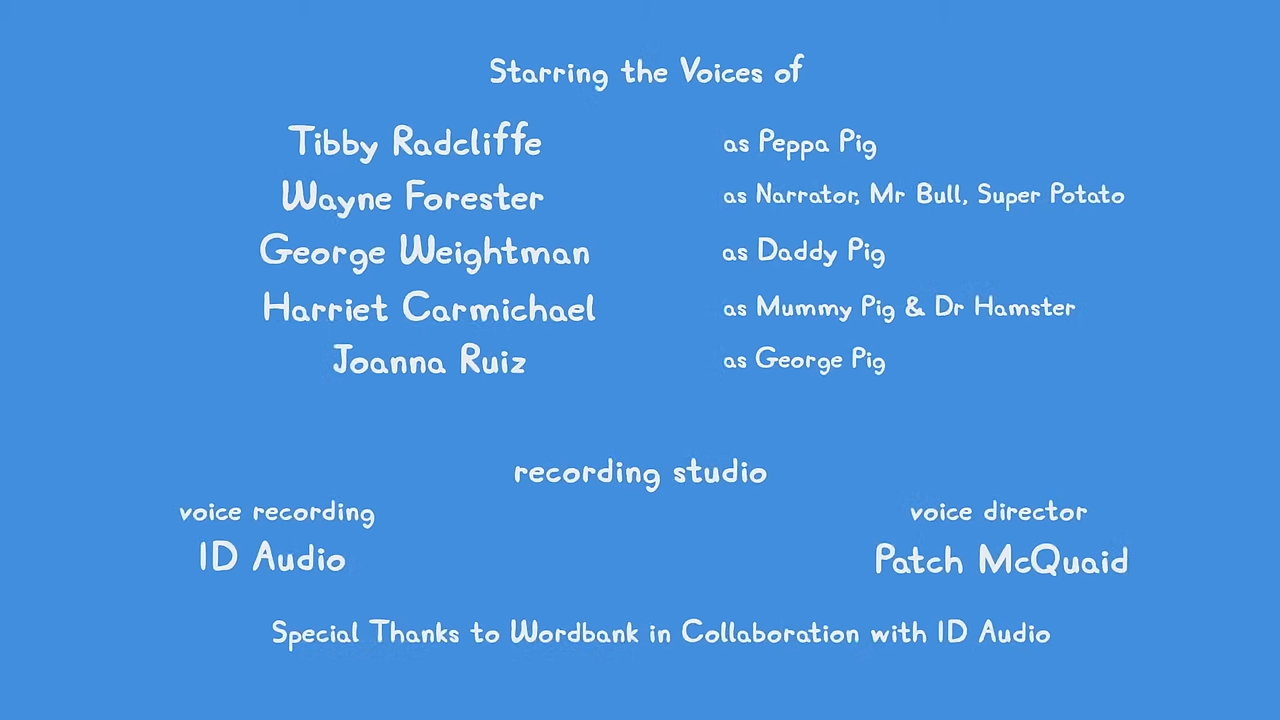 Starring the Voices of
Tibby Radcliffe as Peppa Pig
Wayne Forester as Narrator, Mr Bull, Super Potato
George Weightman as Daddy Pig
Harriet Carmichael as Mummy Pig & Dr Hamster
Joanna Ruiz as George Pig
recording studio
voice recording voice director
ID Audio Patch McQuaid
Special Thanks to Wordbank in Collaboration with ID Audio